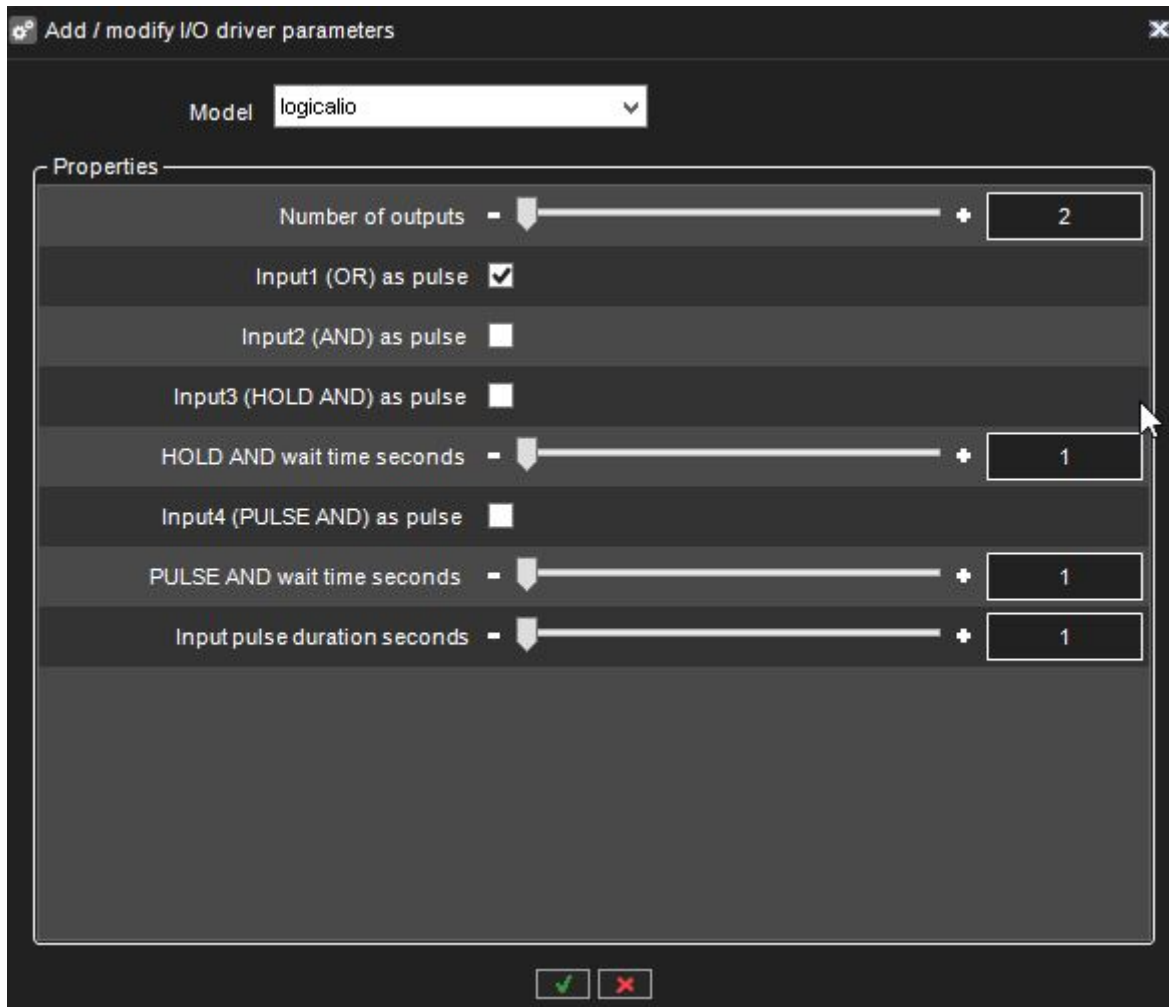 Add / modify I/O driver parameters
Model logicalio
Properties
Number of outputs - + 2
Input1 (OR) as pulse
Input2 (AND) as pulse
Input3 (HOLD AND) as pulse
HOLD AND wait time seconds - + 1
Input4 (PULSE AND) as pulse
PULSE AND wait time seconds - + 1
Input pulse duration seconds - + 1